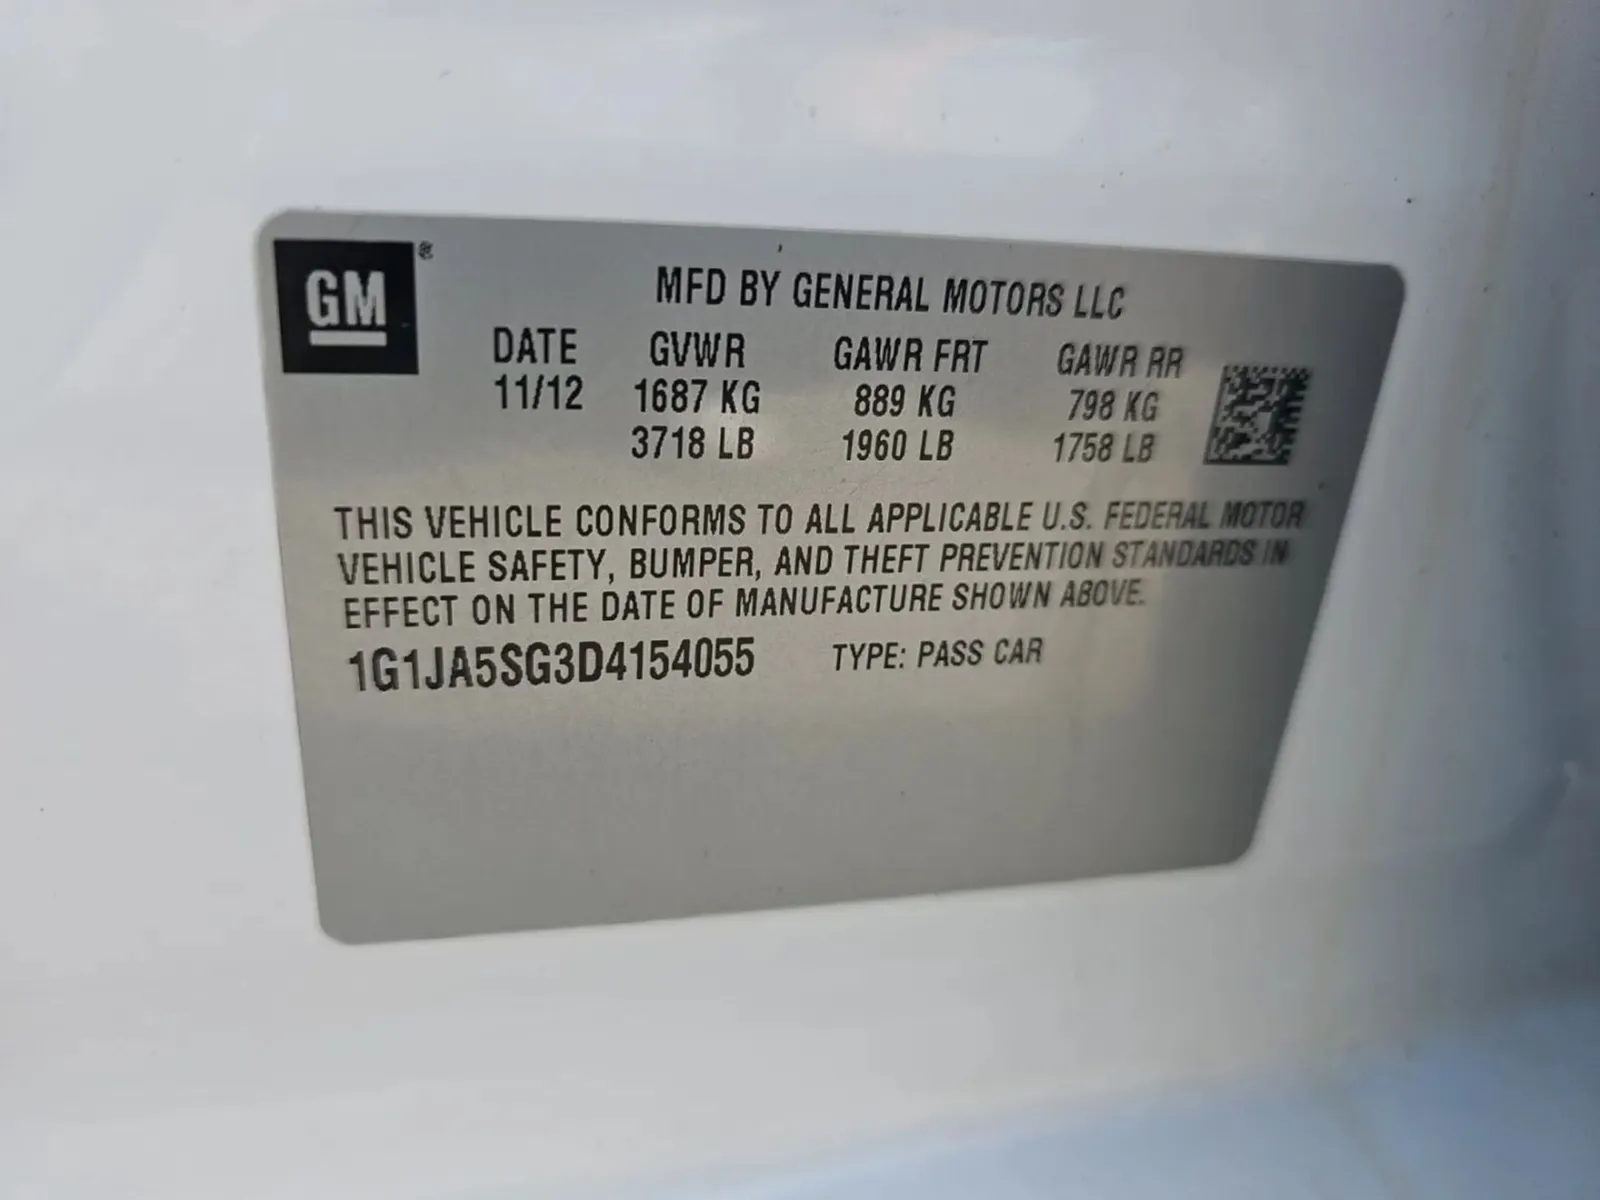 GM®
MFD BY GENERAL MOTORS LLC
DATE GVWR GAWR FRT GAWR RR
11/12 1687 KG 889 KG 798 KG
3718 LB 1960 LB 1758 LB
THIS VEHICLE CONFORMS TO ALL APPLICABLE U.S. FEDERAL MOTOR
VEHICLE SAFETY, BUMPER, AND THEFT PREVENTION STANDARDS IN
EFFECT ON THE DATE OF MANUFACTURE SHOWN ABOVE.
1G1JA5SG3D4154055 TYPE: PASS CAR